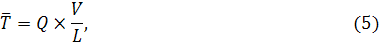 T̿ = Q × V/L, (5)